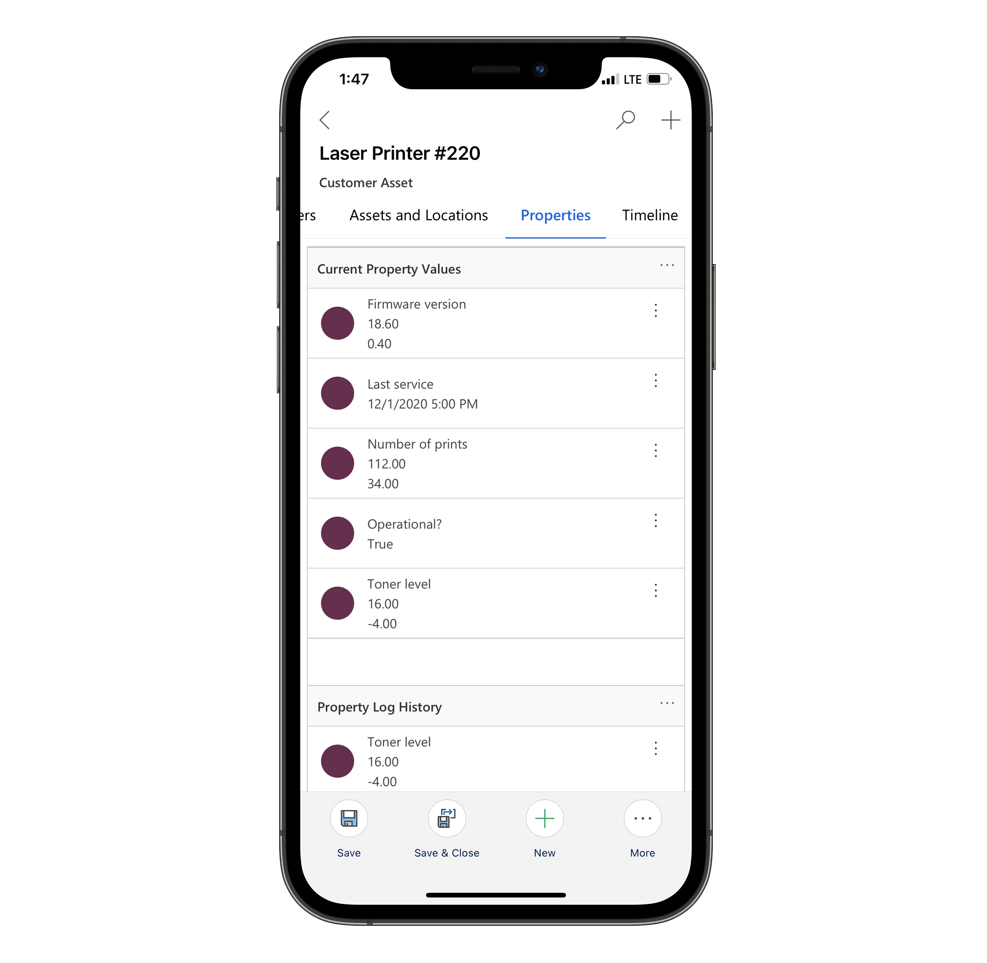 1:47
LTE
Laser Printer #220
Customer Asset
ers Assets and Locations Properties Timeline
Current Property Values
Firmware version
18.60
0.40
Last service
12/1/2020 5:00 PM
Number of prints
112.00
34.00
Operational?
True
Toner level
16.00
-4.00
Property Log History
Toner level
16.00
-4.00
Save
Save & Close
New
More